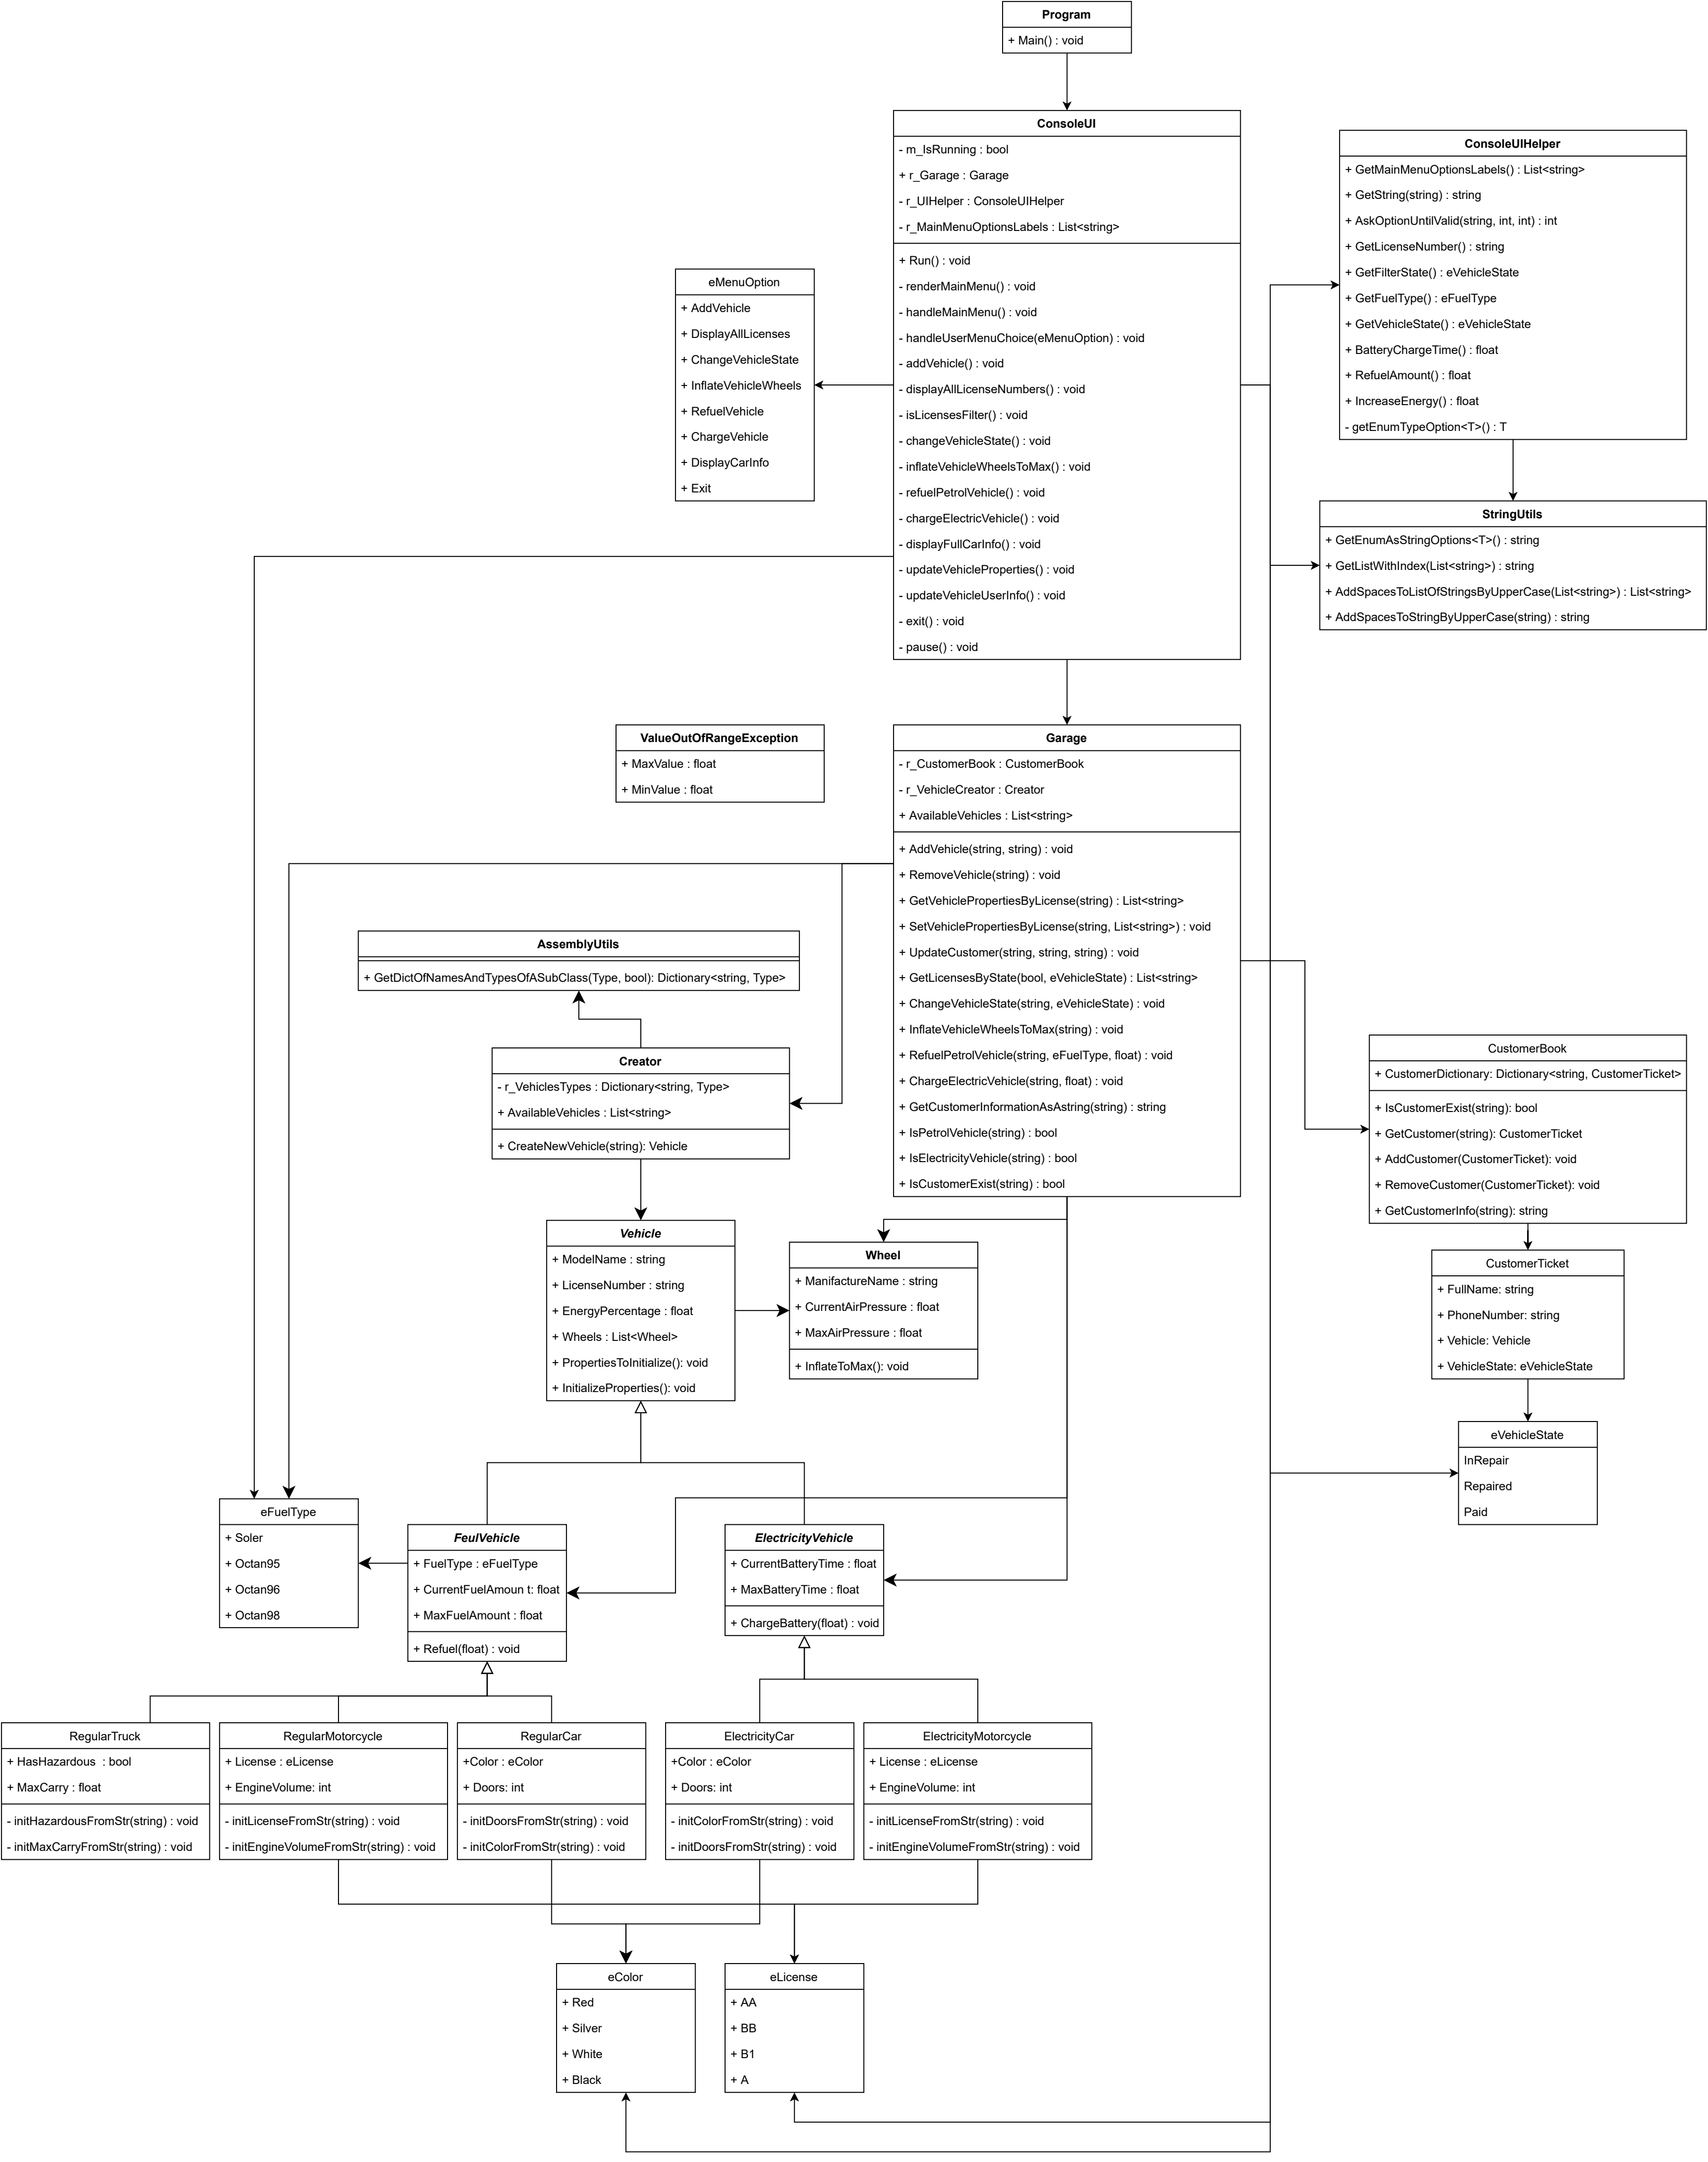 Program
+ Main() : void
ConsoleUI
- m_IsRunning : bool
+ r_Garage : Garage
- r_UIHelper : ConsoleUIHelper
- r_MainMenuOptionsLabels : List<string>
+ Run() : void
- renderMainMenu() : void
- handleMainMenu() : void
- handleUserMenuChoice(eMenuOption) : void
- addVehicle() : void
- displayAllLicenseNumbers() : void
- isLicensesFilter() : void
- changeVehicleState() : void
- inflateVehicleWheelsToMax() : void
- refuelPetrolVehicle() : void
- chargeElectricVehicle() : void
- displayFullCarInfo() : void
- updateVehicleProperties() : void
- updateVehicleUserInfo() : void
- exit() : void
- pause() : void
ConsoleUIHelper
+ GetMainMenuOptionsLabels() : List<string>
+ GetString(string) : string
+ AskOptionUntilValid(string, int, int) : int
+ GetLicenseNumber() : string
+ GetFilterState() : eVehicleState
+ GetFuelType() : eFuelType
+ GetVehicleState() : eVehicleState
+ BatteryChargeTime() : float
+ RefuelAmount() : float
+ IncreaseEnergy() : float
- getEnumTypeOption<T>() : T
eMenuOption
+ AddVehicle
+ DisplayAllLicenses
+ ChangeVehicleState
+ InflateVehicleWheels
+ RefuelVehicle
+ ChargeVehicle
+ DisplayCarInfo
+ Exit
StringUtils
+ GetEnumAsStringOptions<T>() : string
+ GetListWithIndex(List<string>) : string
+ AddSpacesToListOfStringsByUpperCase(List<string>) : List<string>
+ AddSpacesToStringByUpperCase(string) : string
ValueOutOfRangeException
+ MaxValue : float
+ MinValue : float
Garage
- r_CustomerBook : CustomerBook
- r_VehicleCreator : Creator
+ AvailableVehicles : List<string>
+ AddVehicle(string, string) : void
+ RemoveVehicle(string) : void
+ GetVehiclePropertiesByLicense(string) : List<string>
+ SetVehiclePropertiesByLicense(string, List<string>) : void
+ UpdateCustomer(string, string, string) : void
+ GetLicensesByState(bool, eVehicleState) : List<string>
+ ChangeVehicleState(string, eVehicleState) : void
+ InflateVehicleWheelsToMax(string) : void
+ RefuelPetrolVehicle(string, eFuelType, float) : void
+ ChargeElectricVehicle(string, float) : void
+ GetCustomerInformationAsAstring(string) : string
+ IsPetrolVehicle(string) : bool
+ IsElectricityVehicle(string) : bool
+ IsCustomerExist(string) : bool
AssemblyUtils
+ GetDictOfNamesAndTypesOfASubClass(Type, bool): Dictionary<string, Type>
Creator
- r_VehiclesTypes : Dictionary<string, Type>
+ AvailableVehicles : List<string>
+ CreateNewVehicle(string): Vehicle
CustomerBook
+ CustomerDictionary: Dictionary<string, CustomerTicket>
+ IsCustomerExist(string): bool
+ GetCustomer(string): CustomerTicket
+ AddCustomer(CustomerTicket): void
+ RemoveCustomer(CustomerTicket): void
+ GetCustomerInfo(string): string
Vehicle
+ ModelName : string
+ LicenseNumber : string
+ EnergyPercentage : float
+ Wheels : List<Wheel>
+ PropertiesToInitialize(): void
+ InitializeProperties(): void
Wheel
+ ManifactureName : string
+ CurrentAirPressure : float
+ MaxAirPressure : float
+ InflateToMax(): void
CustomerTicket
+ FullName: string
+ PhoneNumber: string
+ Vehicle: Vehicle
+ VehicleState: eVehicleState
eVehicleState
InRepair
Repaired
Paid
eFuelType
+ Soler
+ Octan95
+ Octan96
+ Octan98
FeulVehicle
+ FuelType : eFuelType
+ CurrentFuelAmoun t: float
+ MaxFuelAmount : float
+ Refuel(float) : void
ElectricityVehicle
+ CurrentBatteryTime : float
+ MaxBatteryTime : float
+ ChargeBattery(float) : void
RegularTruck
+ HasHazardous : bool
+ MaxCarry : float
- initHazardousFromStr(string) : void
- initMaxCarryFromStr(string) : void
RegularMotorcycle
+ License : eLicense
+ EngineVolume: int
- initLicenseFromStr(string) : void
- initEngineVolumeFromStr(string) : void
RegularCar
+Color : eColor
+ Doors: int
- initDoorsFromStr(string) : void
- initColorFromStr(string) : void
ElectricityCar
+Color : eColor
+ Doors: int
- initColorFromStr(string) : void
- initDoorsFromStr(string) : void
ElectricityMotorcycle
+ License : eLicense
+ EngineVolume: int
- initLicenseFromStr(string) : void
- initEngineVolumeFromStr(string) : void
eColor
+ Red
+ Silver
+ White
+ Black
eLicense
+ AA
+ BB
+ B1
+ A